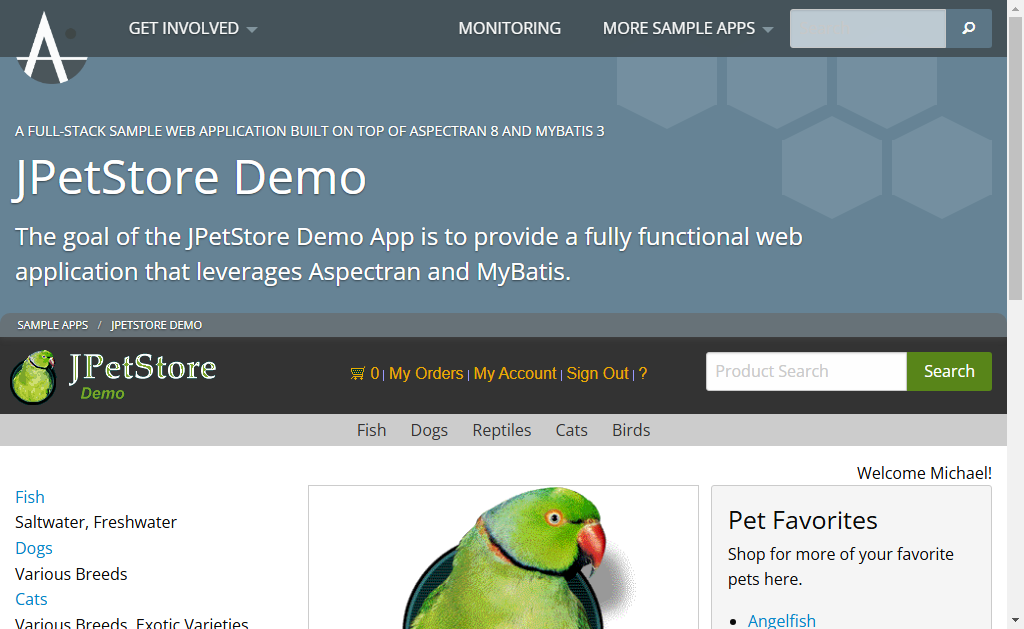 GET INVOLVED
MONITORING
MORE SAMPLE APPS
A FULL-STACK SAMPLE WEB APPLICATION BUILT ON TOP OF ASPECTRAN 8 AND MYBATIS 3
JPetStore Demo
The goal of the JPetStore Demo App is to provide a fully functional web
application that leverages Aspectran and MyBatis.
SAMPLE APPS / JPETSTORE DEMO
JPetStore
Demo
0 | My Orders | My Account | Sign Out | ?
Product Search
Search
Fish Dogs Reptiles Cats Birds
Welcome Michael!
Fish
Saltwater, Freshwater
Dogs
Various Breeds
Cats
Various Breeds, Exotic Varieties
Pet Favorites
Shop for more of your favorite
pets here.
Angelfish